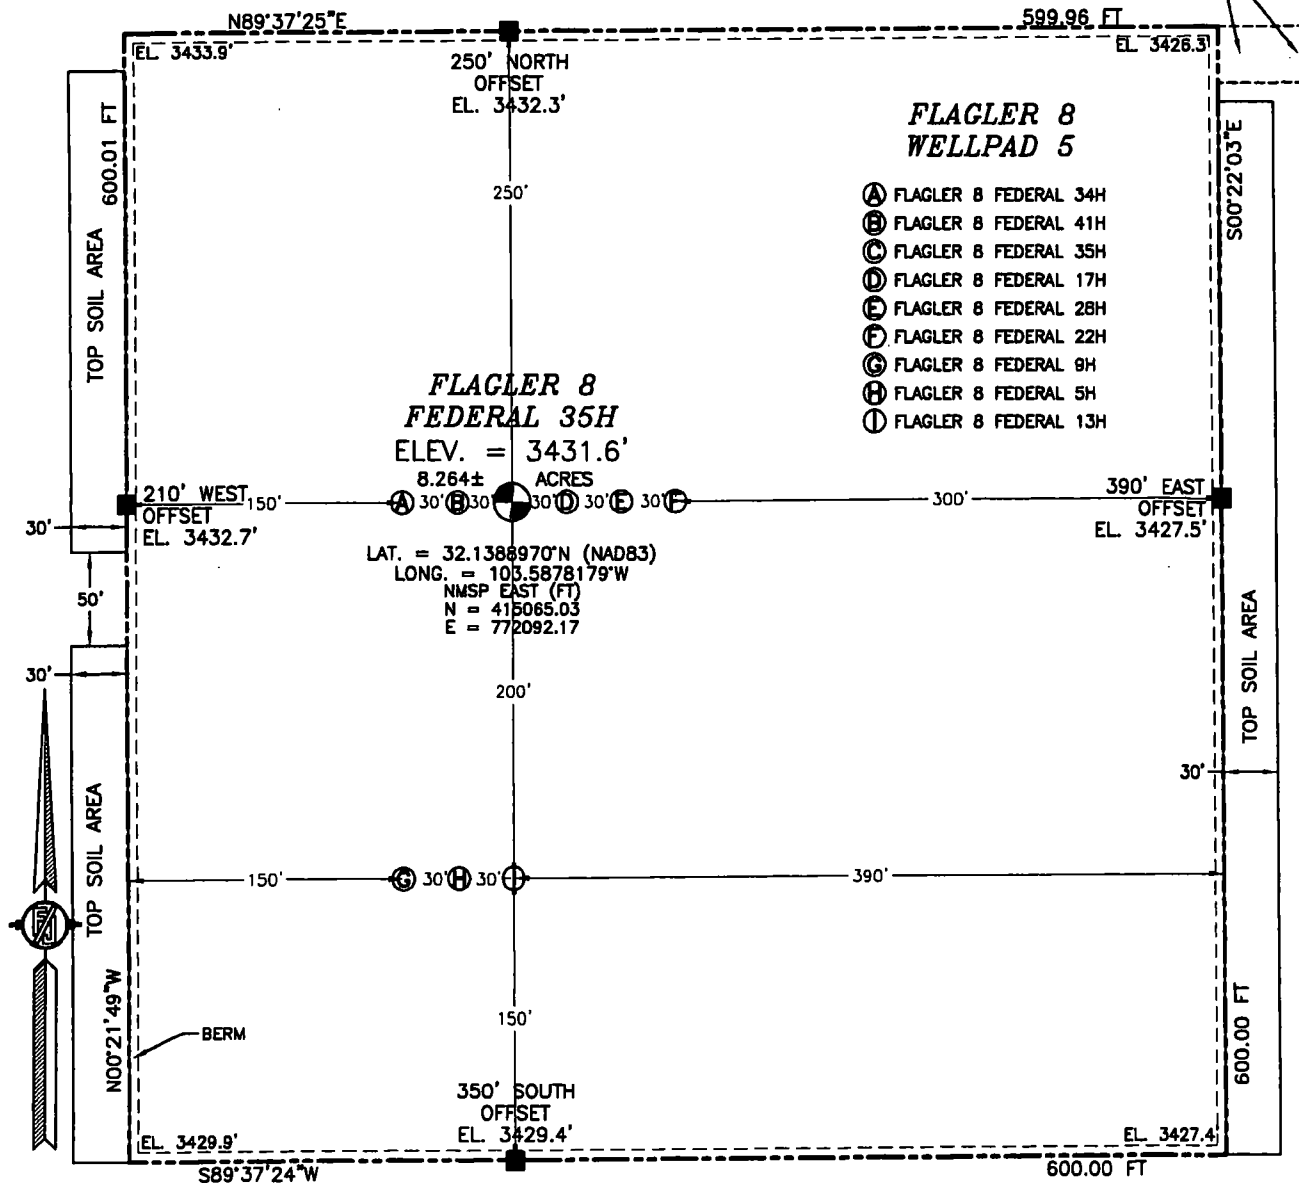 N89°37'25"E
599.96 FT
EL. 3433.9'
250' NORTH
OFFSET
EL. 3432.3'
EL. 3426.3'
600.01 FT
TOP SOIL AREA
FLAGLER 8
WELLPAD 5
S00°22'03"E
250'
A FLAGLER 8 FEDERAL 34H
B FLAGLER 8 FEDERAL 41H
C FLAGLER 8 FEDERAL 35H
D FLAGLER 8 FEDERAL 17H
E FLAGLER 8 FEDERAL 28H
F FLAGLER 8 FEDERAL 22H
G FLAGLER 8 FEDERAL 9H
H FLAGLER 8 FEDERAL 5H
I FLAGLER 8 FEDERAL 13H
FLAGLER 8
FEDERAL 35H
ELEV. = 3431.6'
8.264± ACRES
210' WEST
OFFSET
EL. 3432.7'
150' A 30' B 30' 30' D 30' E 30' F 300'
390' EAST
OFFSET
EL. 3427.5'
30'
50'
30'
LAT. = 32.1388970°N (NAD83)
LONG. = 103.5878179°W
NMSP EAST (FT)
N = 415065.03
E = 772092.17
200'
TOP SOIL AREA
30'
TOP SOIL AREA
150' G 30' H 30' I 390'
N00°21'49"W
BERM
150'
600.00 FT
350' SOUTH
OFFSET
EL. 3429.4'
EL. 3429.9'
EL. 3427.4
S89°37'24"W
600.00 FT